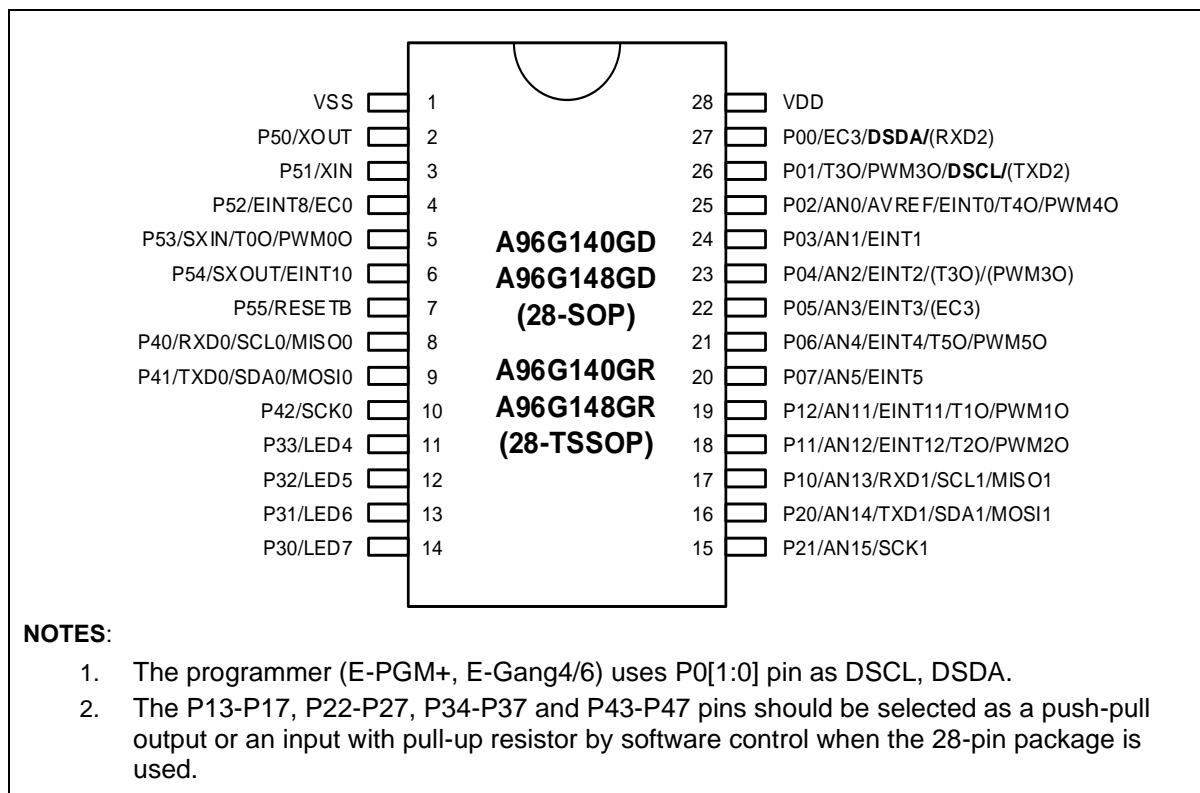 VSS 1
P50/XOUT 2
P51/XIN 3
P52/EINT8/EC0 4
P53/SXIN/T0O/PWM0O 5
P54/SXOUT/EINT10 6
P55/RESETB 7
P40/RXD0/SCL0/MISO0 8
P41/TXD0/SDA0/MOSI0 9
P42/SCK0 10
P33/LED4 11
P32/LED5 12
P31/LED6 13
P30/LED7 14
A96G140GD
A96G148GD
(28-SOP)
A96G140GR
A96G148GR
(28-TSSOP)
28 VDD
27 P00/EC3/DSDA/(RXD2)
26 P01/T3O/PWM3O/DSCL/(TXD2)
25 P02/AN0/AVREF/EINT0/T4O/PWM4O
24 P03/AN1/EINT1
23 P04/AN2/EINT2/(T3O)/(PWM3O)
22 P05/AN3/EINT3/(EC3)
21 P06/AN4/EINT4/T5O/PWM5O
20 P07/AN5/EINT5
19 P12/AN11/EINT11/T1O/PWM1O
18 P11/AN12/EINT12/T2O/PWM2O
17 P10/AN13/RXD1/SCL1/MISO1
16 P20/AN14/TXD1/SDA1/MOSI1
15 P21/AN15/SCK1
NOTES:
1. The programmer (E-PGM+, E-Gang4/6) uses P0[1:0] pin as DSCL, DSDA.
2. The P13-P17, P22-P27, P34-P37 and P43-P47 pins should be selected as a push-pull
output or an input with pull-up resistor by software control when the 28-pin package is
used.